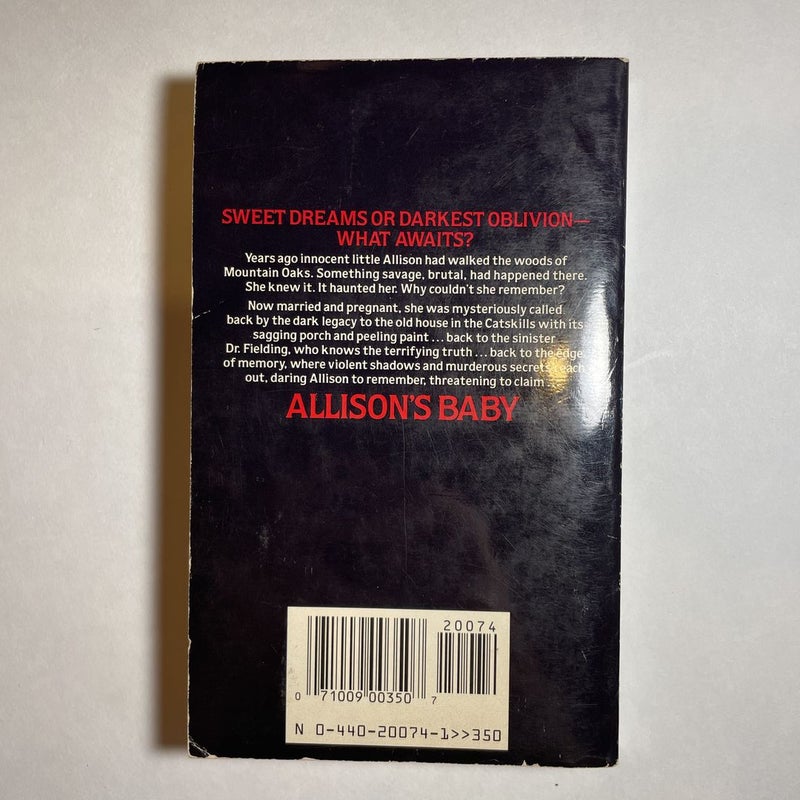 SWEET DREAMS OR DARKEST OBLIVION—
WHAT AWAITS?
Years ago innocent little Allison had walked the woods of
Mountain Oaks. Something savage, brutal, had happened there.
She knew it. It haunted her. Why couldn't she remember?
Now married and pregnant, she was mysteriously called
back by the dark legacy to the old house in the Catskills with its
sagging porch and peeling paint ... back to the sinister
Dr. Fielding, who knows the terrifying truth ... back to the edge
of memory, where violent shadows and murderous secrets reach
out, daring Allison to remember, threatening to claim
ALLISON'S BABY
20074
0 71009 00350 7
N 0-440-20074-1>>350